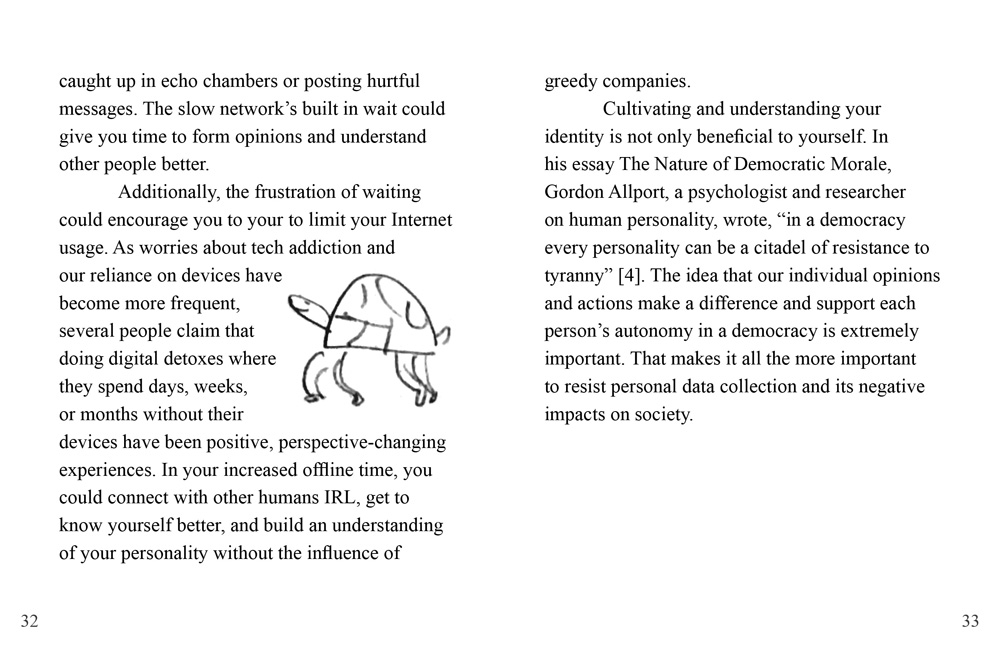 caught up in echo chambers or posting hurtful
messages. The slow network’s built in wait could
give you time to form opinions and understand
other people better.
Additionally, the frustration of waiting
could encourage you to your to limit your Internet
usage. As worries about tech addiction and
our reliance on devices have
become more frequent,
several people claim that
doing digital detoxes where
they spend days, weeks,
or months without their
devices have been positive, perspective-changing
experiences. In your increased offline time, you
could connect with other humans IRL, get to
know yourself better, and build an understanding
of your personality without the influence of
32
greedy companies.
Cultivating and understanding your
identity is not only beneficial to yourself. In
his essay The Nature of Democratic Morale,
Gordon Allport, a psychologist and researcher
on human personality, wrote, “in a democracy
every personality can be a citadel of resistance to
tyranny” [4]. The idea that our individual opinions
and actions make a difference and support each
person’s autonomy in a democracy is extremely
important. That makes it all the more important
to resist personal data collection and its negative
impacts on society.
33